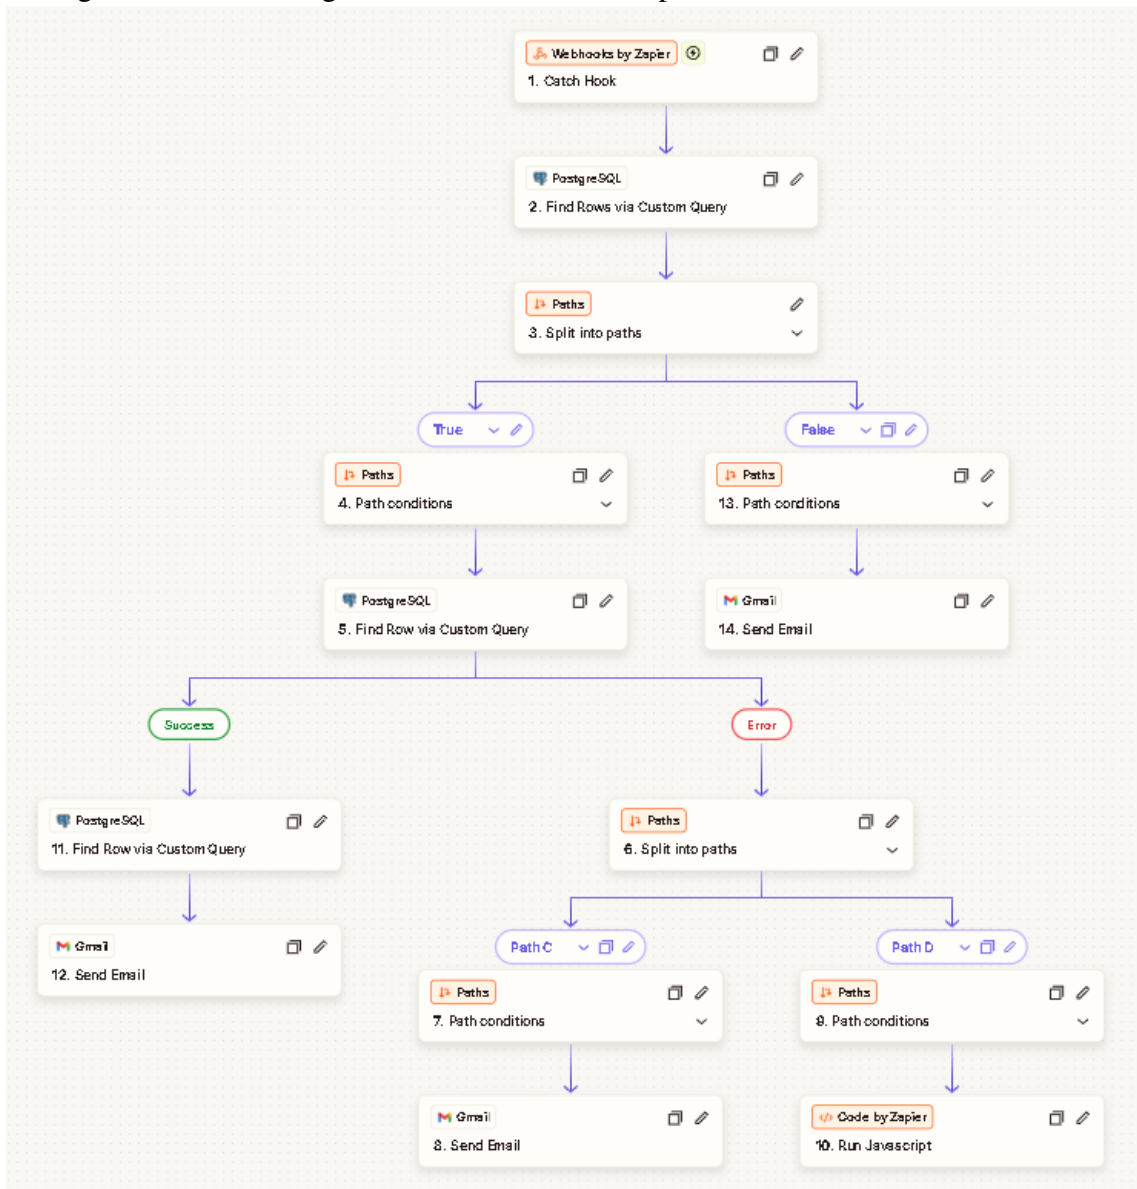 Webhooks by Zapier
1. Catch Hook
PostgreSQL
2. Find Rows via Custom Query
Paths
3. Split into paths
True
False
Paths
4. Path conditions
Paths
13. Path conditions
PostgreSQL
5. Find Row via Custom Query
Gmail
14. Send Email
Success
Error
PostgreSQL
11. Find Row via Custom Query
Paths
6. Split into paths
Gmail
12. Send Email
Path C
Path D
Paths
7. Path conditions
Paths
9. Path conditions
Gmail
8. Send Email
Code by Zapier
10. Run Javascript